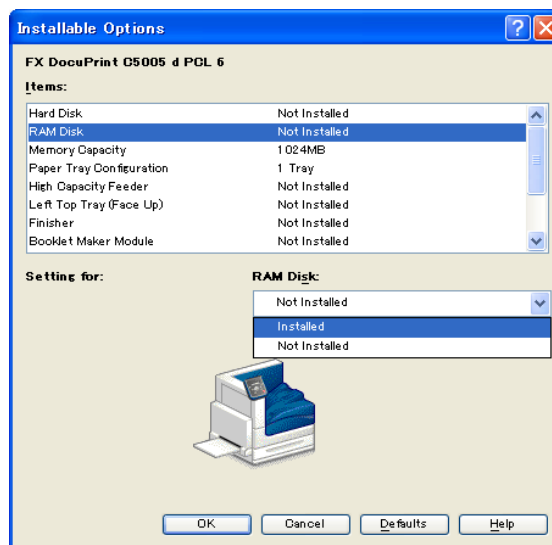 Installable Options
FX DocuPrint C5005 d PCL 6
Items:
Hard Disk Not Installed
RAM Disk Not Installed
Memory Capacity 1024MB
Paper Tray Configuration 1 Tray
High Capacity Feeder Not Installed
Left Top Tray (Face Up) Not Installed
Finisher Not Installed
Booklet Maker Module Not Installed
Setting for: RAM Disk:
Not Installed
Installed
Not Installed
OK Cancel Defaults Help